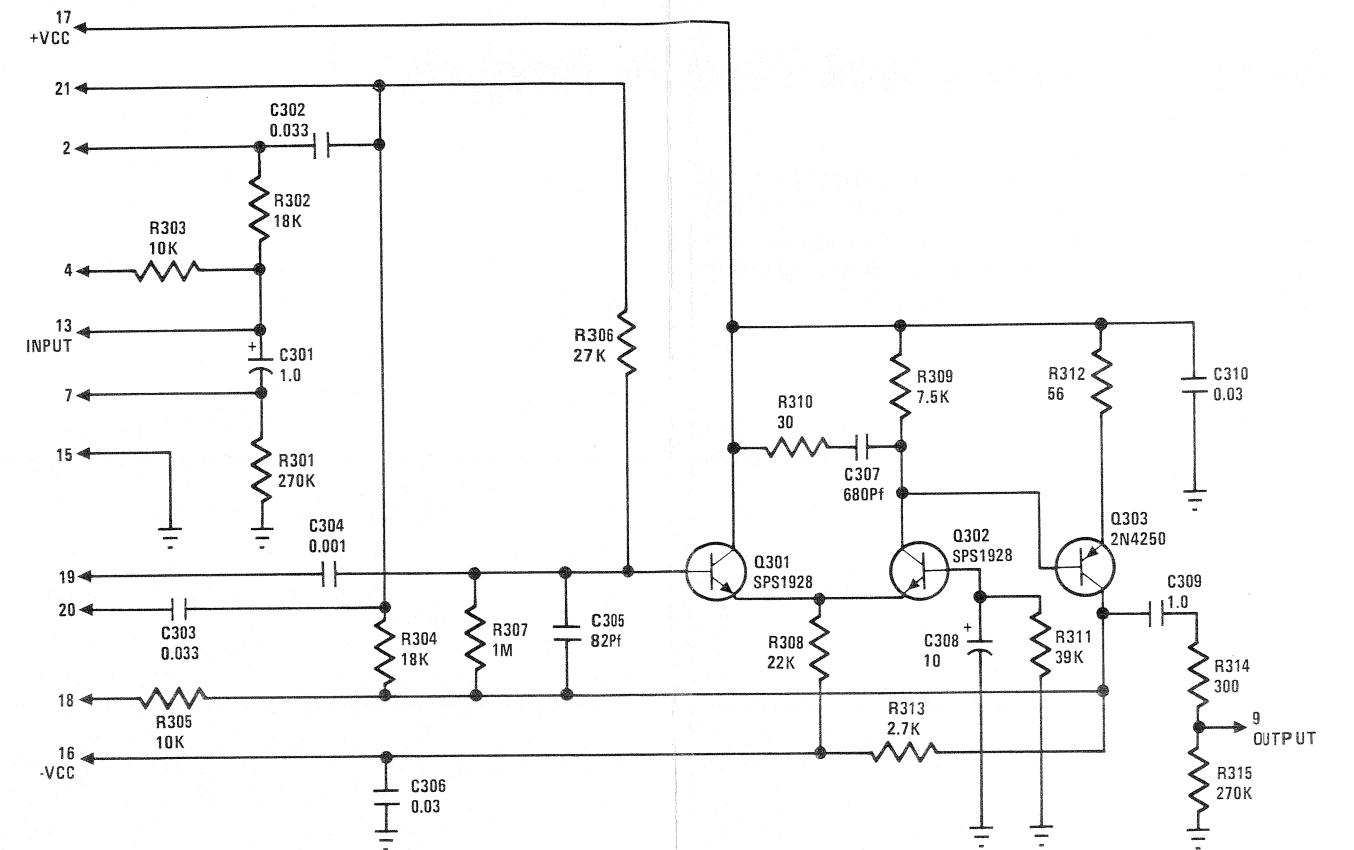 17
+VCC
21
C302
0.033
2
R302
18K
R303
10K
4
13
INPUT
+
C301
1.0
R306
27K
7
R309
7.5K
R312
56
C310
0.03
R310
30
15
R301
270K
C307
680Pf
C304
0.001
Q301
SPS1928
Q302
SPS1928
Q303
2N4250
19
20
C303
0.033
R304
18K
R307
1M
C305
82Pf
R308
22K
+
C308
10
R311
39K
C309
1.0
R314
300
18
R305
10K
R313
2.7K
9
OUTPUT
16
-VCC
C306
0.03
R315
270K